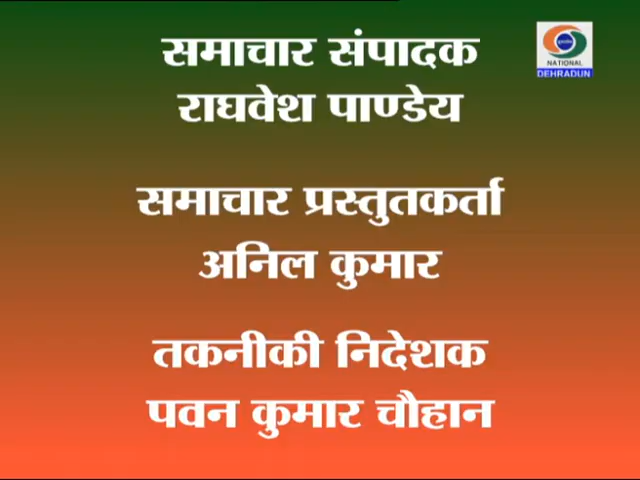 समाचार संपादक
राघवेश पाण्डेय
NATIONAL
DEHRADUN
समाचार प्रस्तुतकर्ता
अनिल कुमार
तकनीकी निदेशक
पवन कुमार चौहान